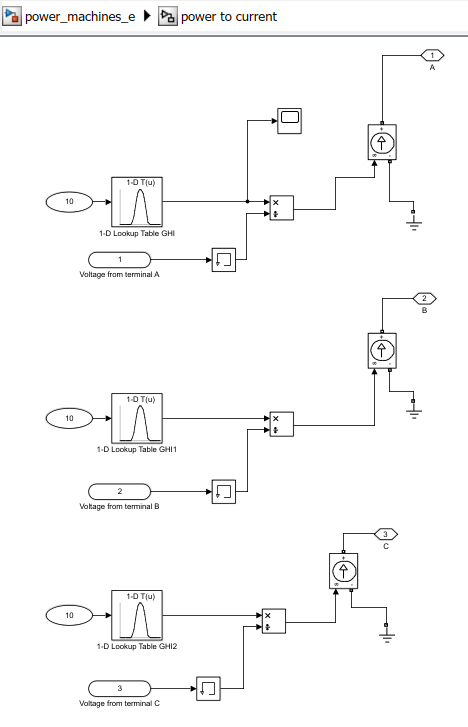 power_machines_e ▶ power to current
1
A
1-D T(u)
10
×
÷
1-D Lookup Table GHI
1
Voltage from terminal A
2
B
1-D T(u)
10
×
÷
1-D Lookup Table GHI1
2
Voltage from terminal B
3
C
1-D T(u)
10
×
÷
1-D Lookup Table GHI2
3
Voltage from terminal C